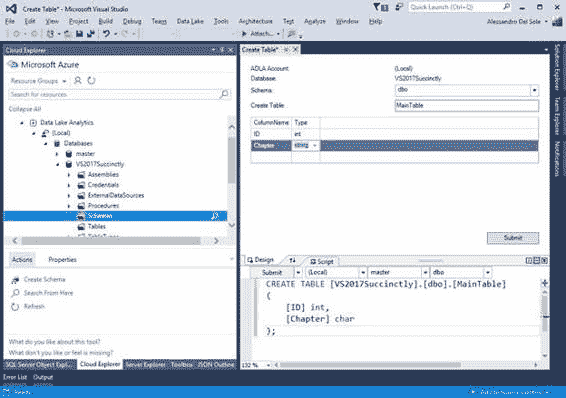 Create Table* - Microsoft Visual Studio
Quick Launch (Ctrl+Q)
File Edit View Project Build Debug Team Data Lake Tools Architecture Test Analyze Window Help
Alessandro Del Sole
Attach...
Cloud Explorer
Microsoft Azure
Resource Groups
Search for resources
Collapse All
Data Lake Analytics
(Local)
Databases
master
VS2017Succinctly
Assemblies
Credentials
ExternalDataSources
Procedures
Schemas
Tables
TableTypes
Actions Properties
Create Schema
Search From Here
Refresh
What do you like about this tool?
What don't you like or feel is missing?
SQL Server Object Expl... Cloud Explorer Server Explorer Toolbox JSON Outline
Error List Output
Ready
Create Table*
ADLA Account: (Local)
Database: VS2017Succinctly
Schema: dbo
Create Table MainTable
ColumnName Type
ID int
Chapter
Submit
Design Script
Submit (Local) master dbo
CREATE TABLE [VS2017Succinctly].[dbo].[MainTable]
(
[ID] int,
[Chapter] char
);
132 %
Solution Explorer
Team Explorer
Notifications